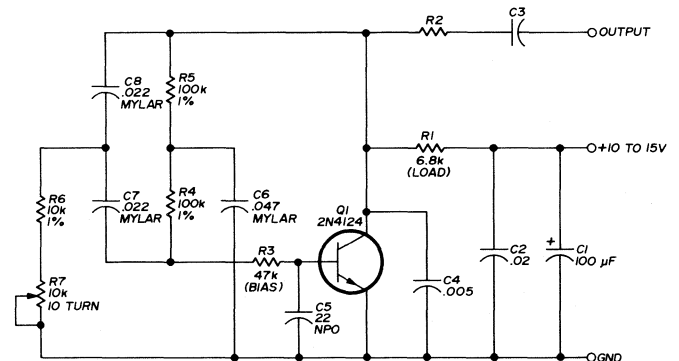 C3
R2
OUTPUT
C8
.022
MYLAR
R5
100k
1%
R1
6.8k
(LOAD)
+10 TO 15V
R6
10k
1%
C7
.022
MYLAR
R4
100k
1%
C6
.047
MYLAR
Q1
2N4124
R3
47k
(BIAS)
C2
.02
+
C1
100 µF
R7
10k
10 TURN
C5
22
NPO
C4
.005
GND